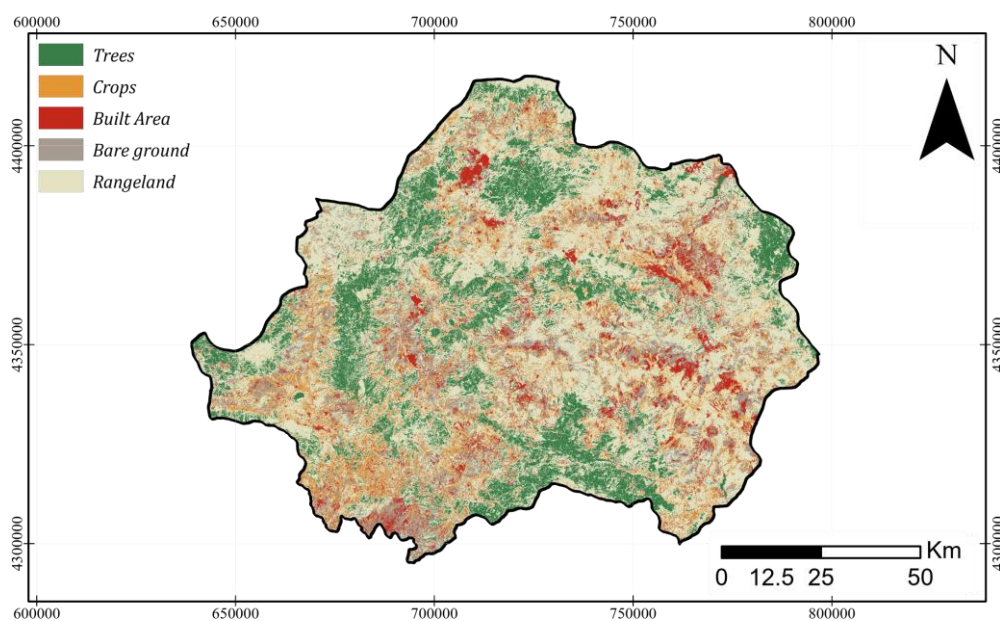 600000 650000 700000 750000 800000
Trees
Crops
Built Area
Bare ground
Rangeland
N
4400000 4400000
4350000 4350000
4300000 4300000
Km
0 12.5 25 50
600000 650000 700000 750000 800000